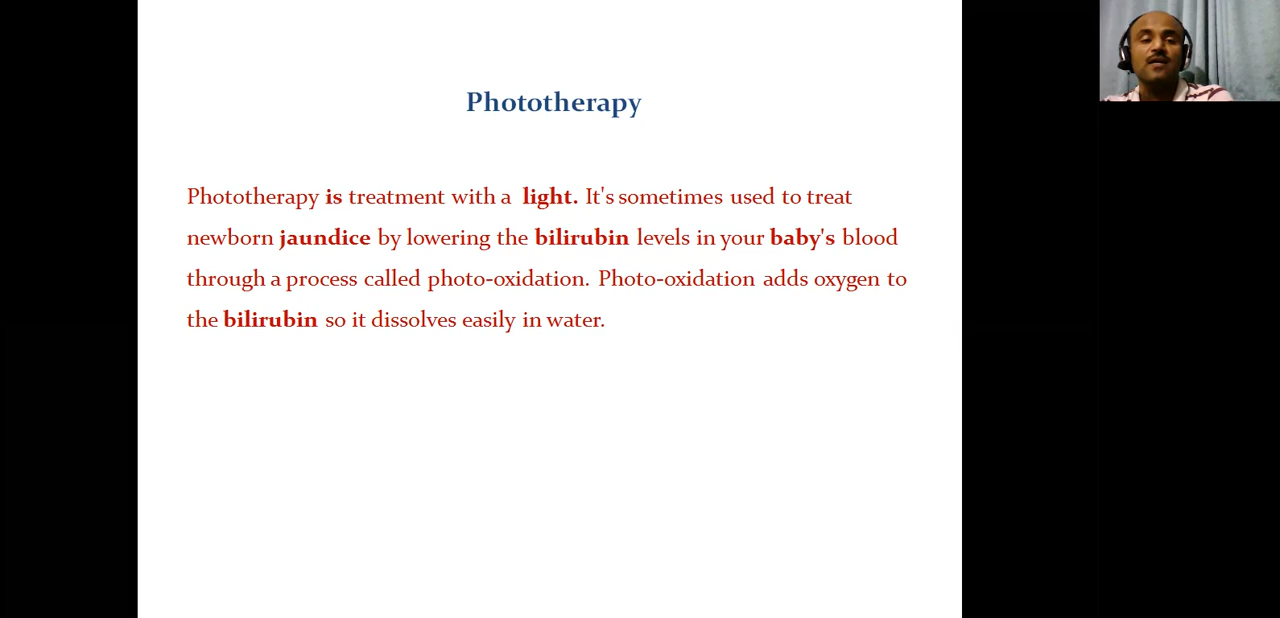 Phototherapy
Phototherapy is treatment with a light. It's sometimes used to treat
newborn jaundice by lowering the bilirubin levels in your baby's blood
through a process called photo-oxidation. Photo-oxidation adds oxygen to
the bilirubin so it dissolves easily in water.